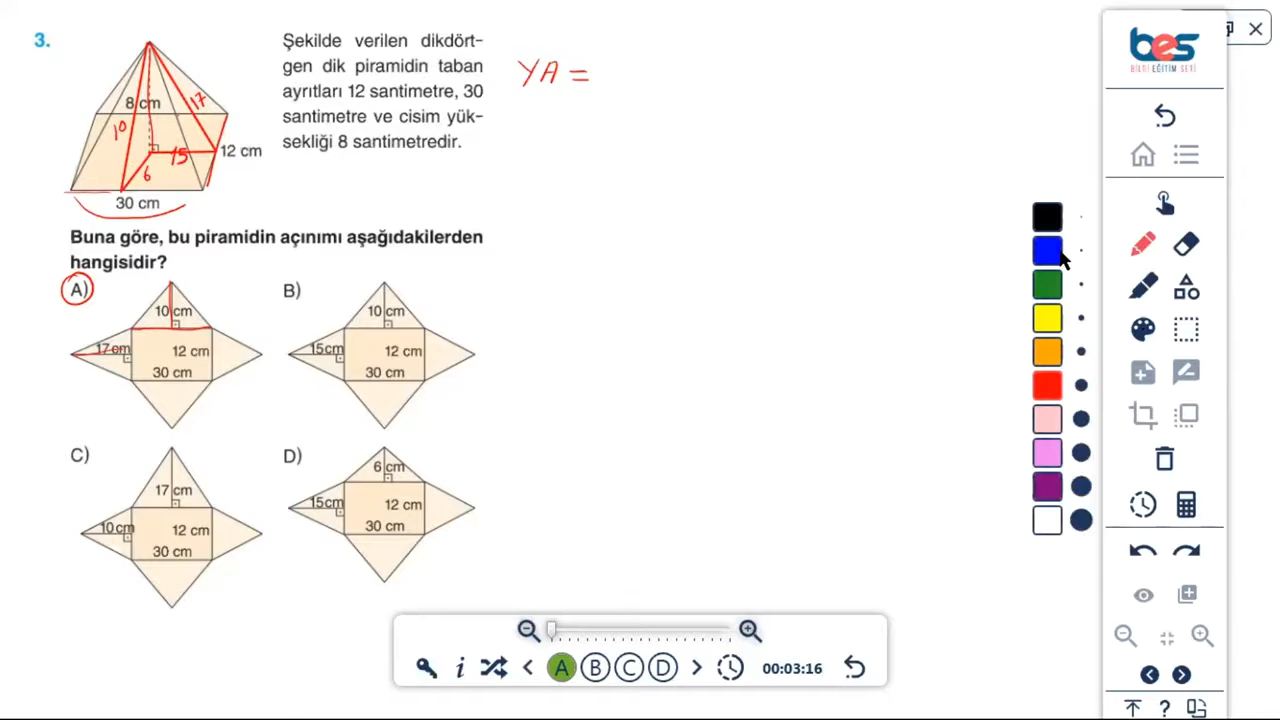 3.
Şekilde verilen dikdört-
gen dik piramidin taban
ayrıtları 12 santimetre, 30
santimetre ve cisim yük-
sekliği 8 santimetredir.
YA =
8 cm
17
10
15
6
12 cm
30 cm
Buna göre, bu piramidin açınımı aşağıdakilerden
hangisidir?
A)
10 cm
17cm
12 cm
30 cm
B)
10 cm
15cm
12 cm
30 cm
C)
17 cm
10 cm
12 cm
30 cm
D)
6 cm
15cm
12 cm
30 cm
bes
BİLGİ EĞİTİM SETİ
i
A B C D
00:03:16
?